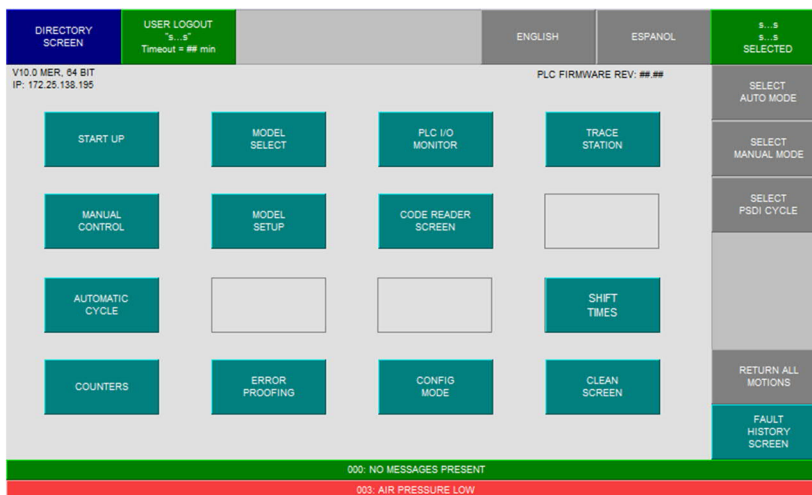 DIRECTORY
SCREEN
USER LOGOUT
"s...s"
Timeout = ## min
ENGLISH
ESPANOL
s...s
s...s
SELECTED
V10.0 MER, 64 BIT
IP: 172.25.138.195
PLC FIRMWARE REV: ##.##
SELECT
AUTO MODE
START UP
MODEL
SELECT
PLC I/O
MONITOR
TRACE
STATION
SELECT
MANUAL MODE
SELECT
PSDI CYCLE
MANUAL
CONTROL
MODEL
SETUP
CODE READER
SCREEN
AUTOMATIC
CYCLE
SHIFT
TIMES
COUNTERS
ERROR
PROOFING
CONFIG
MODE
CLEAN
SCREEN
RETURN ALL
MOTIONS
FAULT
HISTORY
SCREEN
000: NO MESSAGES PRESENT
003: AIR PRESSURE LOW